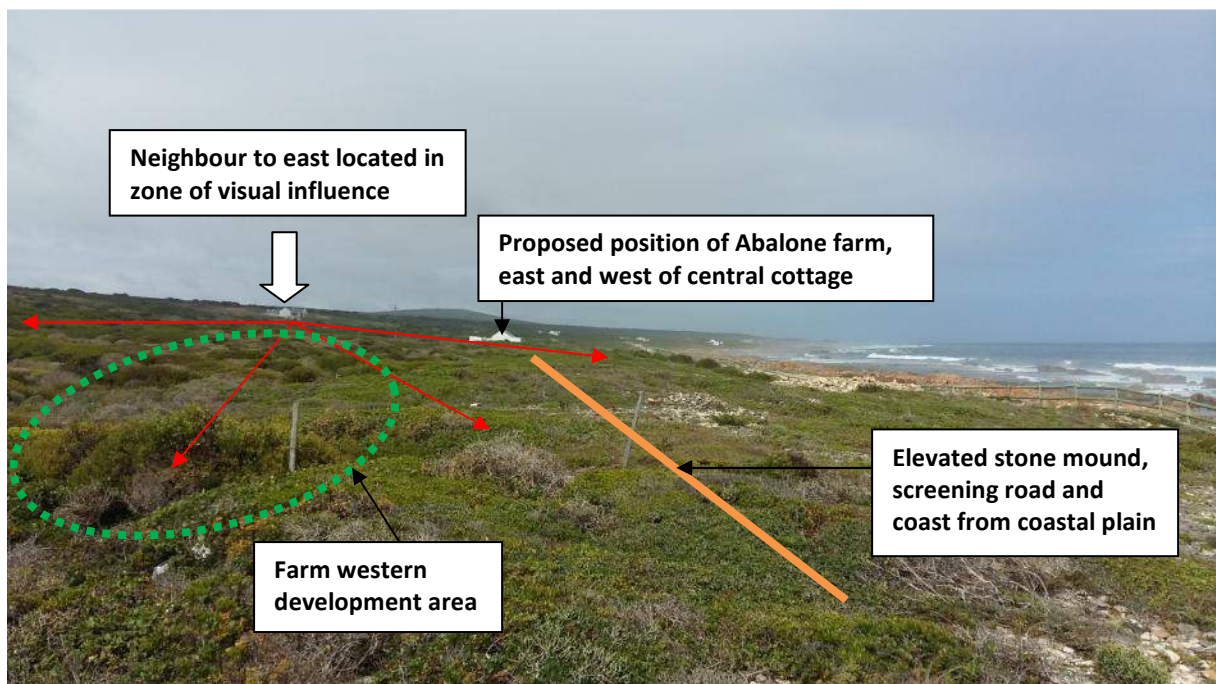 Neighbour to east located in
zone of visual influence
Proposed position of Abalone farm,
east and west of central cottage
Elevated stone mound,
screening road and
coast from coastal plain
Farm western
development area